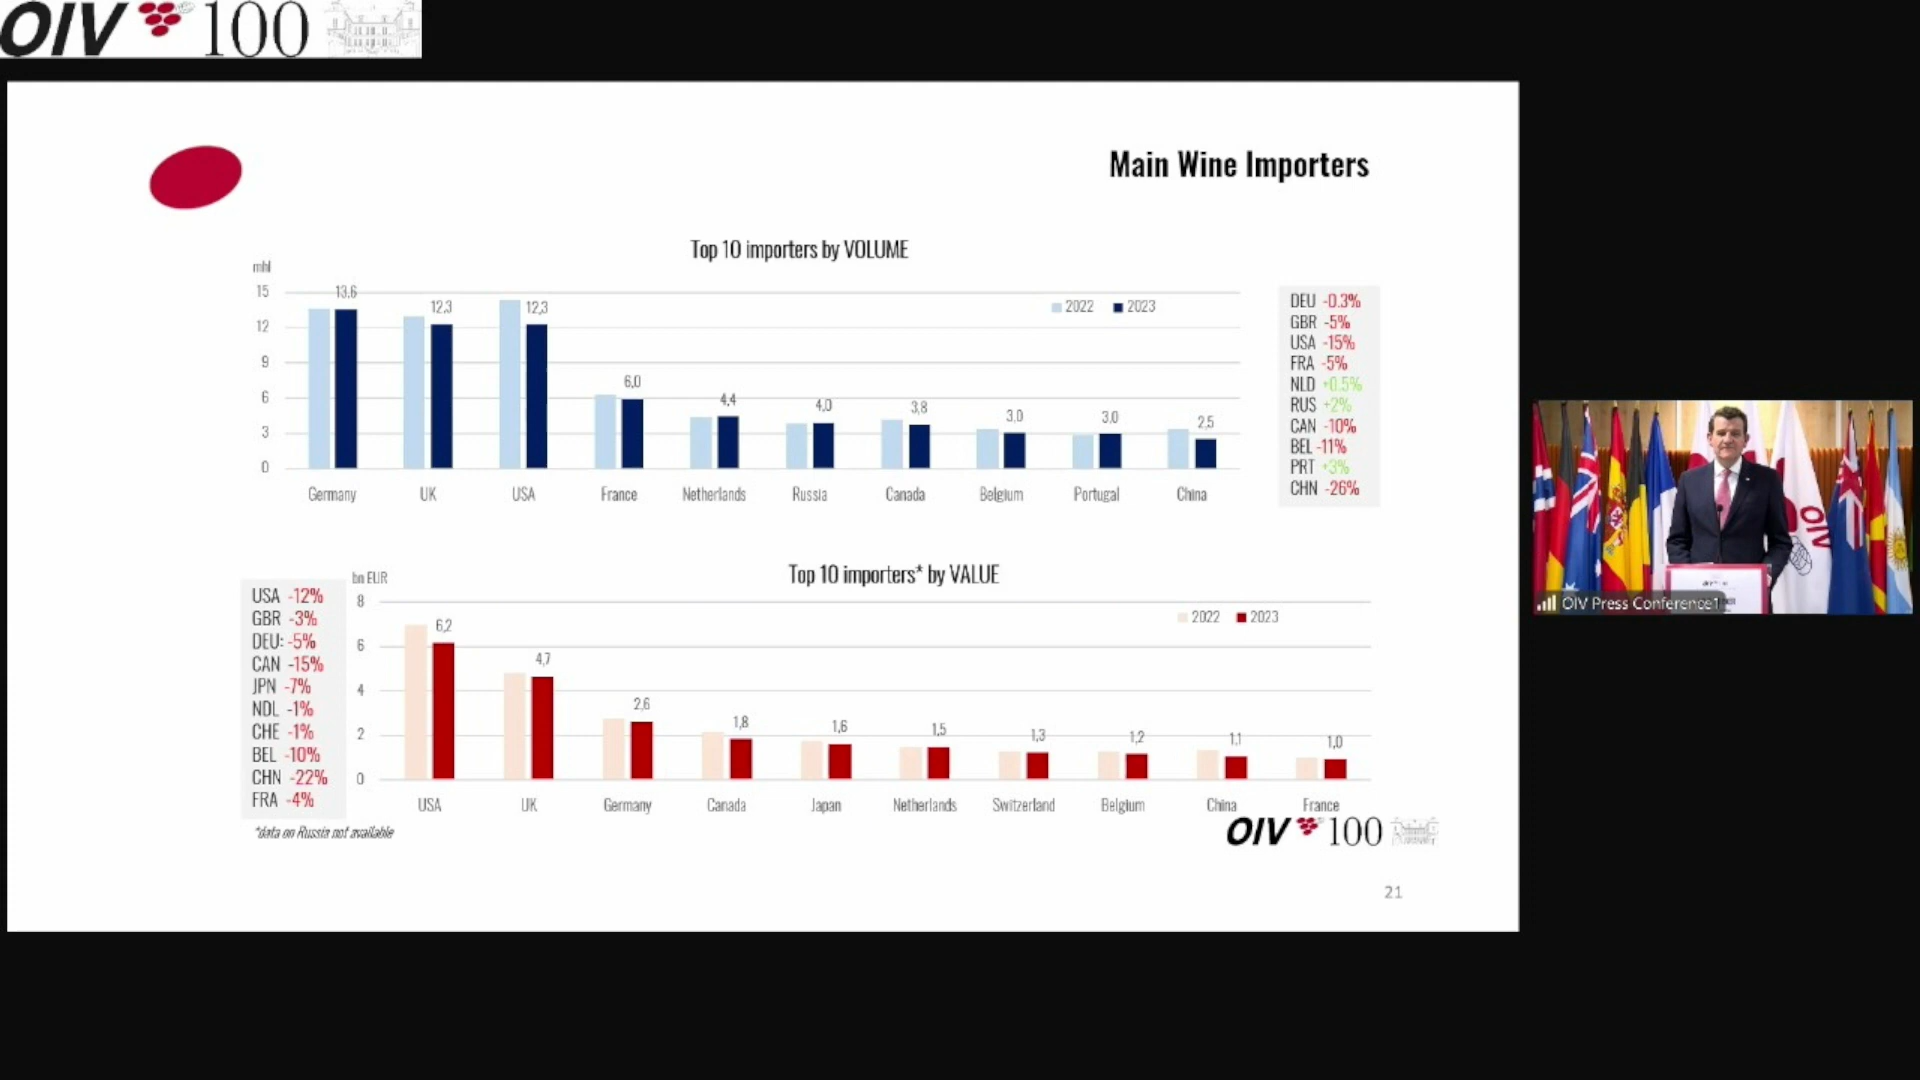 OIV 100
Main Wine Importers
Top 10 importers by VOLUME
mhl
15
12
9
6
3
0
2022 2023
13,6 12,3 12,3 6,0 4,4 4,0 3,8 3,0 3,0 2,5
Germany UK USA France Netherlands Russia Canada Belgium Portugal China
DEU -0.3%
GBR -5%
USA -15%
FRA -5%
NLD +0.5%
RUS +2%
CAN -10%
BEL -11%
PRT +3%
CHN -26%
Top 10 importers* by VALUE
bn EUR
8
6
4
2
0
2022 2023
6,2 4,7 2,6 1,8 1,6 1,5 1,3 1,2 1,1 1,0
USA UK Germany Canada Japan Netherlands Switzerland Belgium China France
USA -12%
GBR -3%
DEU: -5%
CAN -15%
JPN -7%
NDL -1%
CHE -1%
BEL -10%
CHN -22%
FRA -4%
*data on Russia not available
OIV 100
21
OIV
OIV Press Conference1